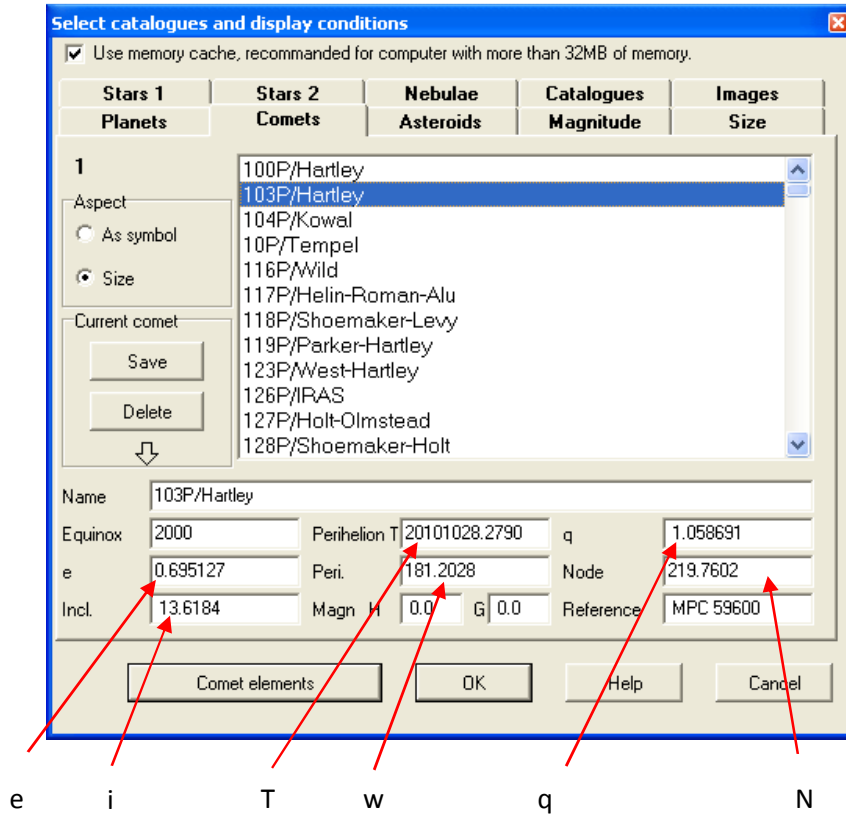 Select catalogues and display conditions
Use memory cache, recommanded for computer with more than 32MB of memory.
Stars 1 Stars 2 Nebulae Catalogues Images
Planets Comets Asteroids Magnitude Size
1
Aspect
As symbol
Size
Current comet
Save
Delete
100P/Hartley
103P/Hartley
104P/Kowal
10P/Tempel
116P/Wild
117P/Helin-Roman-Alu
118P/Shoemaker-Levy
119P/Parker-Hartley
123P/West-Hartley
126P/IRAS
127P/Holt-Olmstead
128P/Shoemaker-Holt
Name 103P/Hartley
Equinox 2000 Perihelion T 20101028.2790 q 1.058691
e 0.695127 Peri. 181.2028 Node 219.7602
Incl. 13.6184 Magn H 0.0 G 0.0 Reference MPC 59600
Comet elements OK Help Cancel
e i T w q N